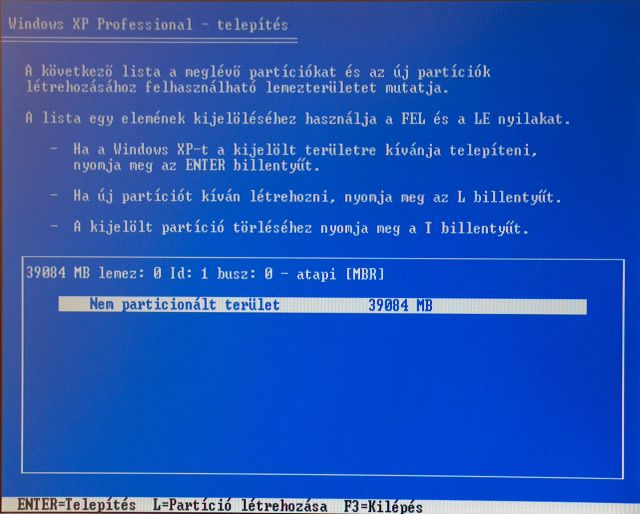 Windows XP Professional - telepítés
A következő lista a meglévő partíciókat és az új partíciók
létrehozásához felhasználható lemezterületet mutatja.
A lista egy elemének kijelöléséhez használja a FEL és a LE nyilakat.
- Ha a Windows XP-t a kijelölt területre kívánja telepíteni,
nyomja meg az ENTER billentyűt.
- Ha új partíciót kíván létrehozni, nyomja meg az L billentyűt.
- A kijelölt partíció törléséhez nyomja meg a T billentyűt.
39084 MB lemez: 0 Id: 1 busz: 0 - atapi [MBR]
Nem particionált terület 39084 MB
ENTER=Telepítés L=Partíció létrehozása F3=Kilépés